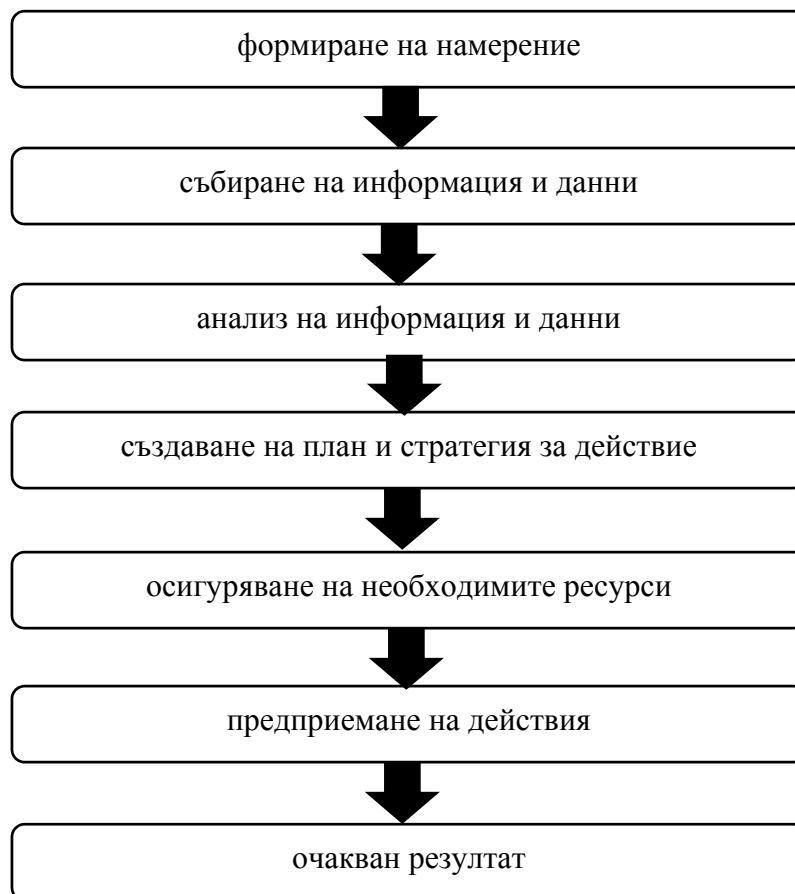 формиране на намерение
събиране на информация и данни
анализ на информация и данни
създаване на план и стратегия за действие
осигуряване на необходимите ресурси
предприемане на действия
очакван резултат